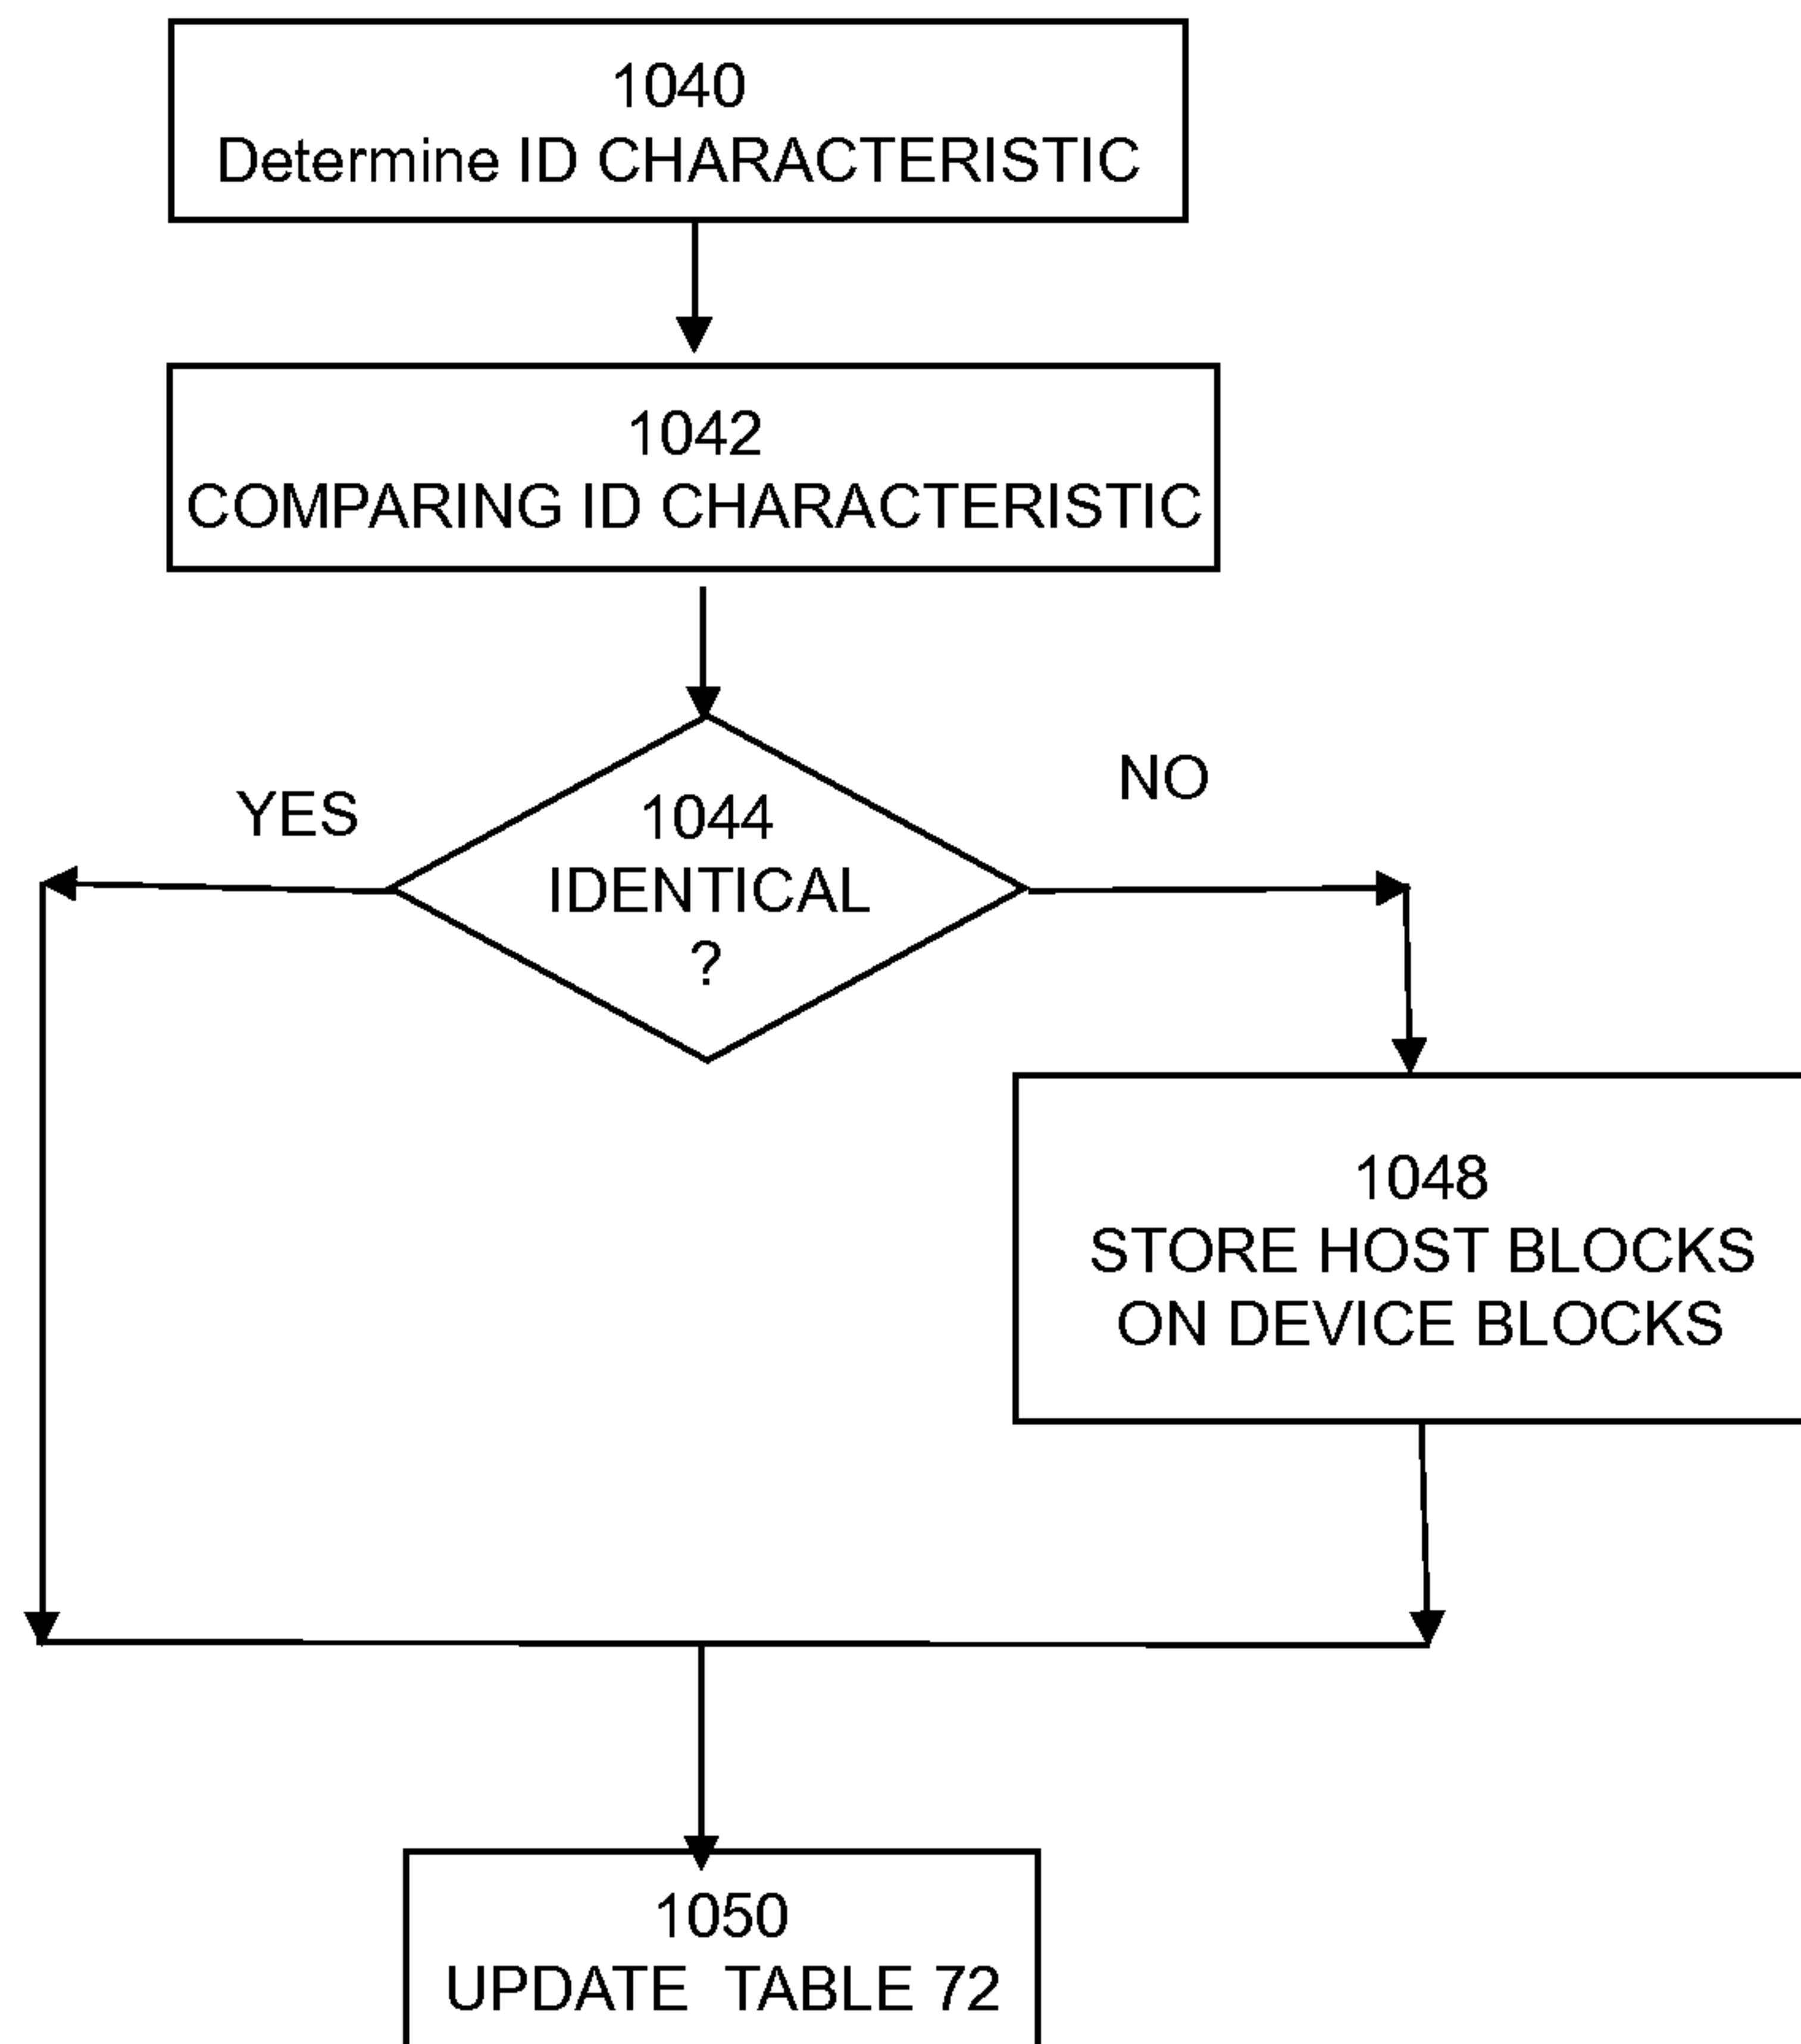 1040
Determine ID CHARACTERISTIC
1042
COMPARING ID CHARACTERISTIC
YES
NO
1044
IDENTICAL
?
1048
STORE HOST BLOCKS
ON DEVICE BLOCKS
1050
UPDATE TABLE 72